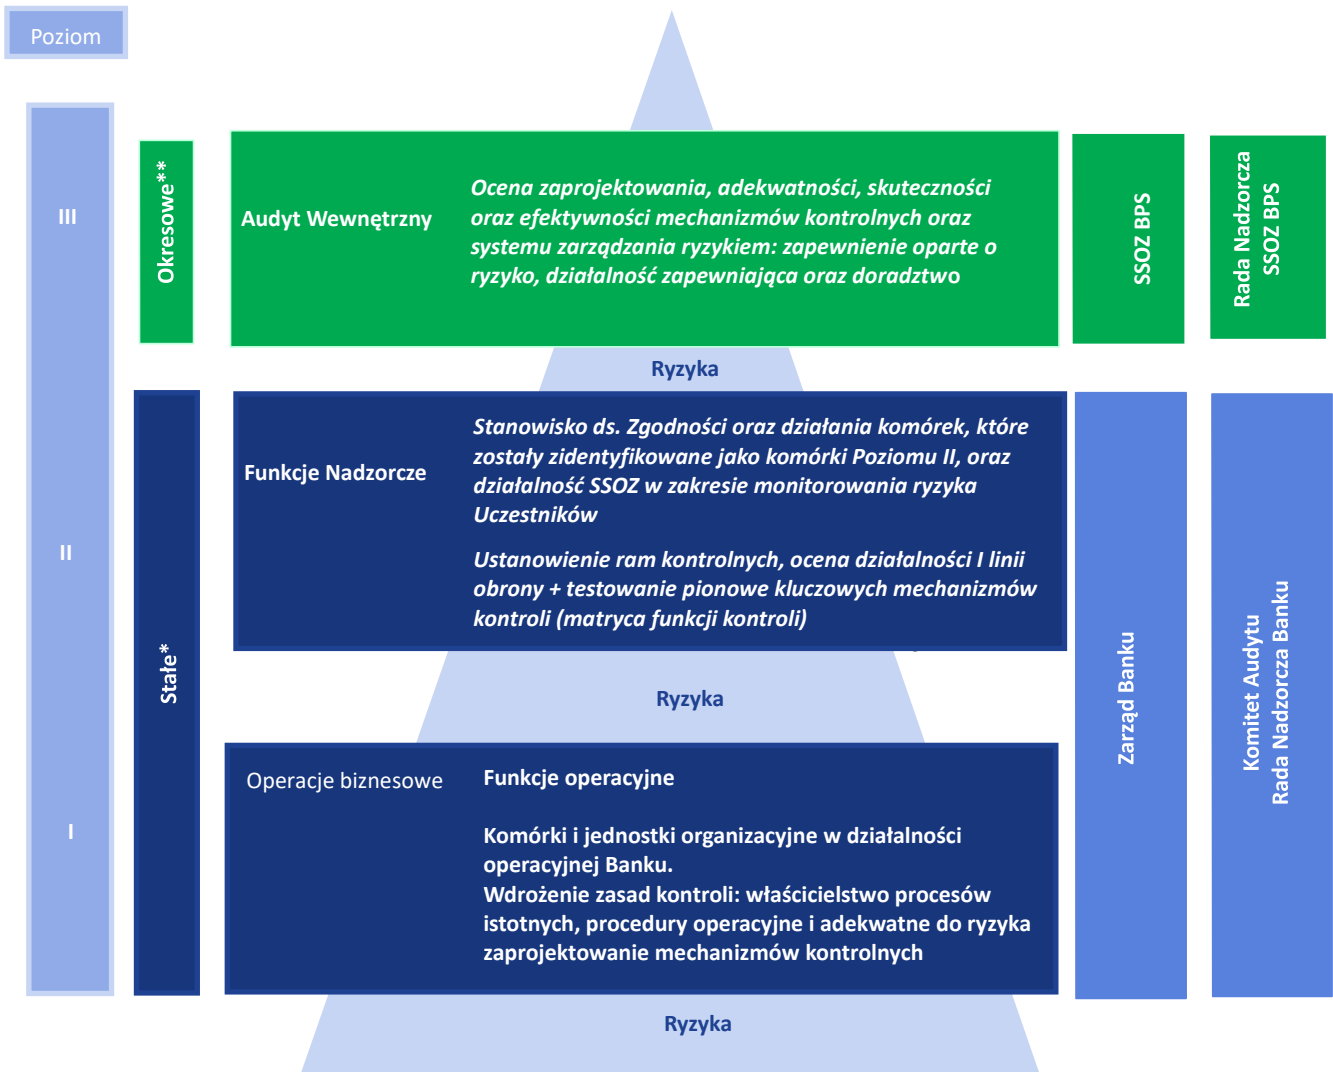 Poziom
III
Okresowe**
Audyt Wewnętrzny
Ocena zaprojektowania, adekwatności, skuteczności
oraz efektywności mechanizmów kontrolnych oraz
systemu zarządzania ryzykiem: zapewnienie oparte o
ryzyko, działalność zapewniająca oraz doradztwo
SSOZ BPS
Rada Nadzorcza
SSOZ BPS
Ryzyka
II
Stałe*
Funkcje Nadzorcze
Stanowisko ds. Zgodności oraz działania komórek, które
zostały zidentyfikowane jako komórki Poziomu II, oraz
działalność SSOZ w zakresie monitorowania ryzyka
Uczestników
Ustanowienie ram kontrolnych, ocena działalności I linii
obrony + testowanie pionowe kluczowych mechanizmów
kontroli (matryca funkcji kontroli)
Zarząd Banku
Komitet Audytu
Rada Nadzorcza Banku
Ryzyka
I
Operacje biznesowe
Funkcje operacyjne
Komórki i jednostki organizacyjne w działalności
operacyjnej Banku.
Wdrożenie zasad kontroli: właścicielstwo procesów
istotnych, procedury operacyjne i adekwatne do ryzyka
zaprojektowanie mechanizmów kontrolnych
Ryzyka